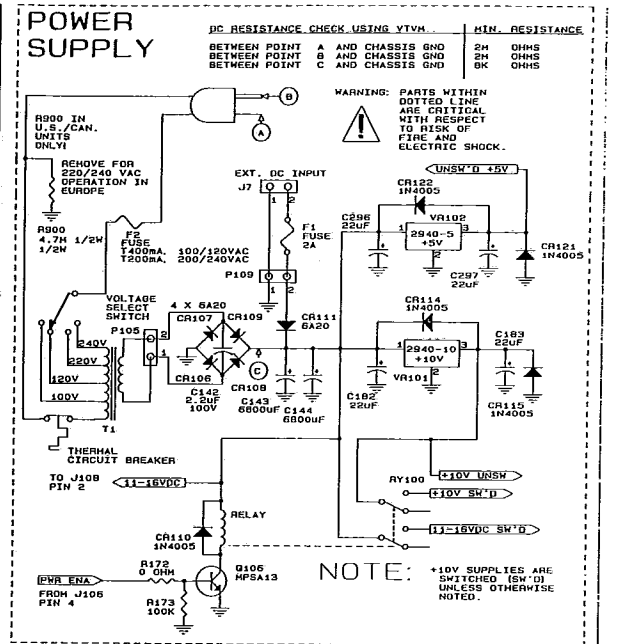 POWER
SUPPLY
DC RESISTANCE CHECK USING VTVM.. MIN. RESISTANCE
BETWEEN POINT A AND CHASSIS GND 2M OHMS
BETWEEN POINT B AND CHASSIS GND 2M OHMS
BETWEEN POINT C AND CHASSIS GND 8K OHMS
B
A
WARNING: PARTS WITHIN
DOTTED LINE
ARE CRITICAL
WITH RESPECT
TO RISK OF
FIRE AND
ELECTRIC SHOCK.
!
R900 IN
U.S./CAN.
UNITS
ONLY!
REMOVE FOR
220/240 VAC
OPERATION IN
EUROPE
R900
4.7M 1/2W
1/2W
F2
FUSE
T400mA, 100/120VAC
T200mA, 200/240VAC
EXT. DC INPUT
J7
1 2
F1
FUSE
2A
P109
1 2
UNSW'D +5V
CR122
1N4005
C296
22uF
VR102
1 2940-5 3
+5V
2
C297
22uF
CR121
1N4005
VOLTAGE
SELECT
SWITCH
P105
2
1
4 X 6A20
CR107 CR109
CR106 CR108
CR111
6A20
C
CR114
1N4005
1 2940-10 3
+10V
2
VR101
C183
22uF
C182
22uF
CR115
1N4005
240V
220V
120V
100V
T1
C142
2.2uF
100V
C143
6800uF
C144
6800uF
THERMAL
CIRCUIT BREAKER
TO J108
PIN 2
11-16VDC
RELAY
CR110
1N4005
RY100
+10V UNSW
+10V SW'D
11-16VDC SW'D
PWR ENA
FROM J106
PIN 4
R172
0 OHM
R173
100K
Q106
MPSA13
NOTE: +10V SUPPLIES ARE
SWITCHED (SW'D)
UNLESS OTHERWISE
NOTED.